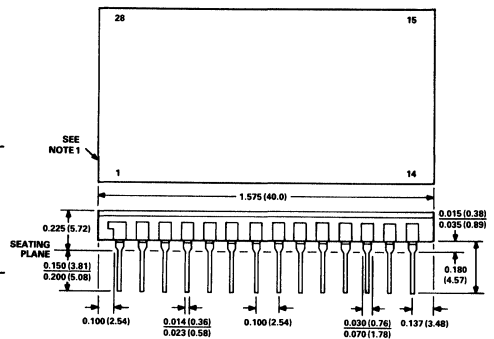 28 15
SEE
NOTE 1
1 14
1.575 (40.0)
0.225 (5.72)
0.015 (0.38)
0.035 (0.89)
SEATING
PLANE
0.150 (3.81)
0.200 (5.08)
0.180
(4.57)
0.100 (2.54) 0.014 (0.36) 0.100 (2.54) 0.030 (0.76) 0.137 (3.48)
0.023 (0.58) 0.070 (1.78)